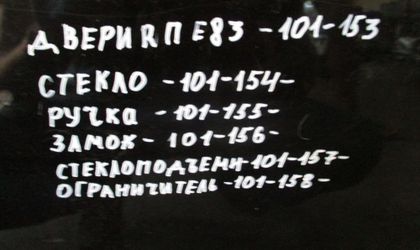 ДВЕРИ RП Е83 -101-153
СТЕКЛО -101-154-
РУЧКА -101-155-
ЗАМОК - 101-156-
СТЕКЛОПОДЪЕМН-101-157-
ОГРАНИЧИТЕЛЬ-101-158-